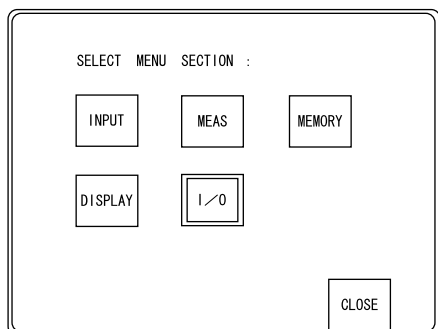 SELECT MENU SECTION :
INPUT MEAS MEMORY
DISPLAY I／O
CLOSE